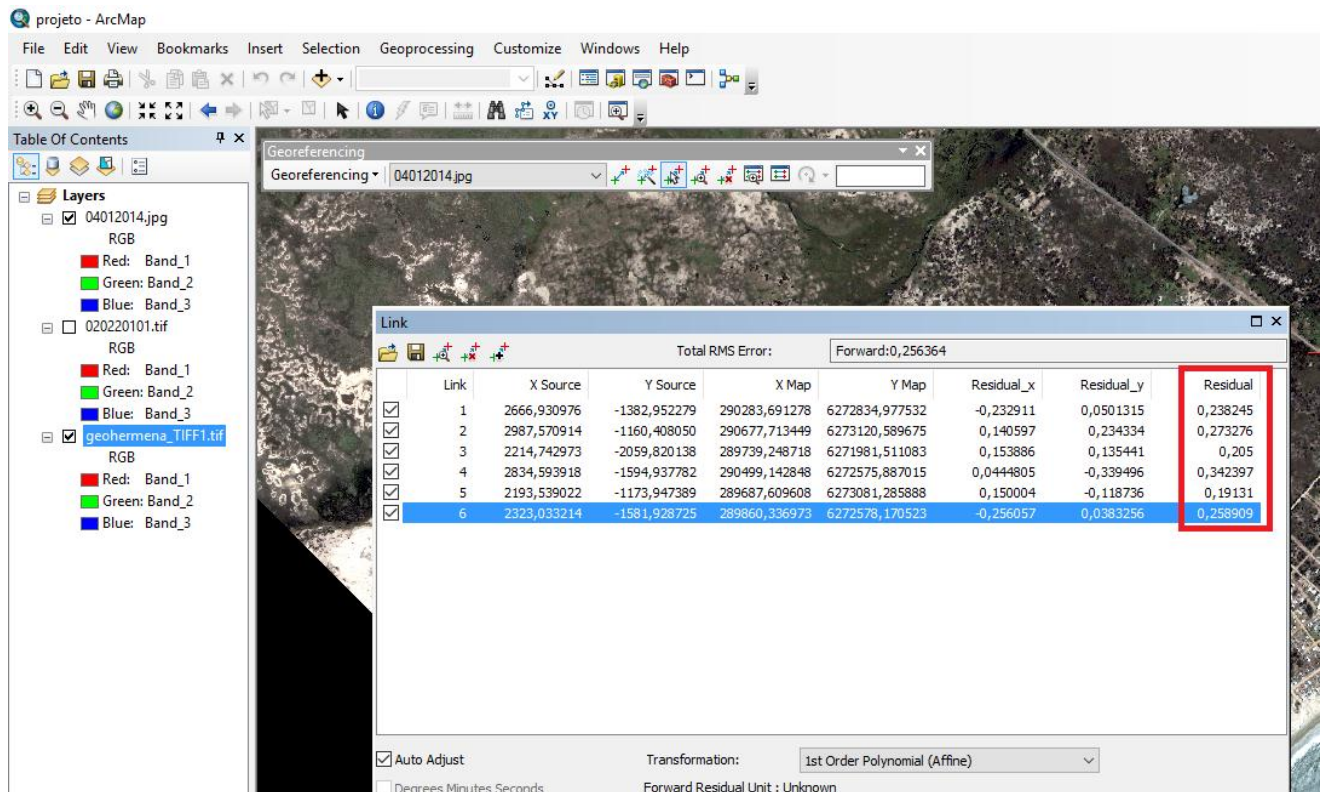 projeto - ArcMap
File Edit View Bookmarks Insert Selection Geoprocessing Customize Windows Help
Table Of Contents
Layers
04012014.jpg
RGB
Red: Band_1
Green: Band_2
Blue: Band_3
020220101.tif
RGB
Red: Band_1
Green: Band_2
Blue: Band_3
geohermena_TIFF1.tif
RGB
Red: Band_1
Green: Band_2
Blue: Band_3
Georeferencing
Georeferencing 04012014.jpg
Link
Total RMS Error: Forward:0,256364
Link X Source Y Source X Map Y Map Residual_x Residual_y Residual
1 2666,930976 -1382,952279 290283,691278 6272834,977532 -0,232911 0,0501315 0,238245
2 2987,570914 -1160,408050 290677,713449 6273120,589675 0,140597 0,234334 0,273276
3 2214,742973 -2059,820138 289739,248718 6271981,511083 0,153886 0,135441 0,205
4 2834,593918 -1594,937782 290499,142848 6272575,887015 0,0444805 -0,339496 0,342397
5 2193,539022 -1173,947389 289687,609608 6273081,285888 0,150004 -0,118736 0,19131
6 2323,033214 -1581,928725 289860,336973 6272578,170523 -0,256057 0,0383256 0,258909
Auto Adjust Transformation: 1st Order Polynomial (Affine)
Degrees Minutes Seconds Forward Residual Unit : Unknown